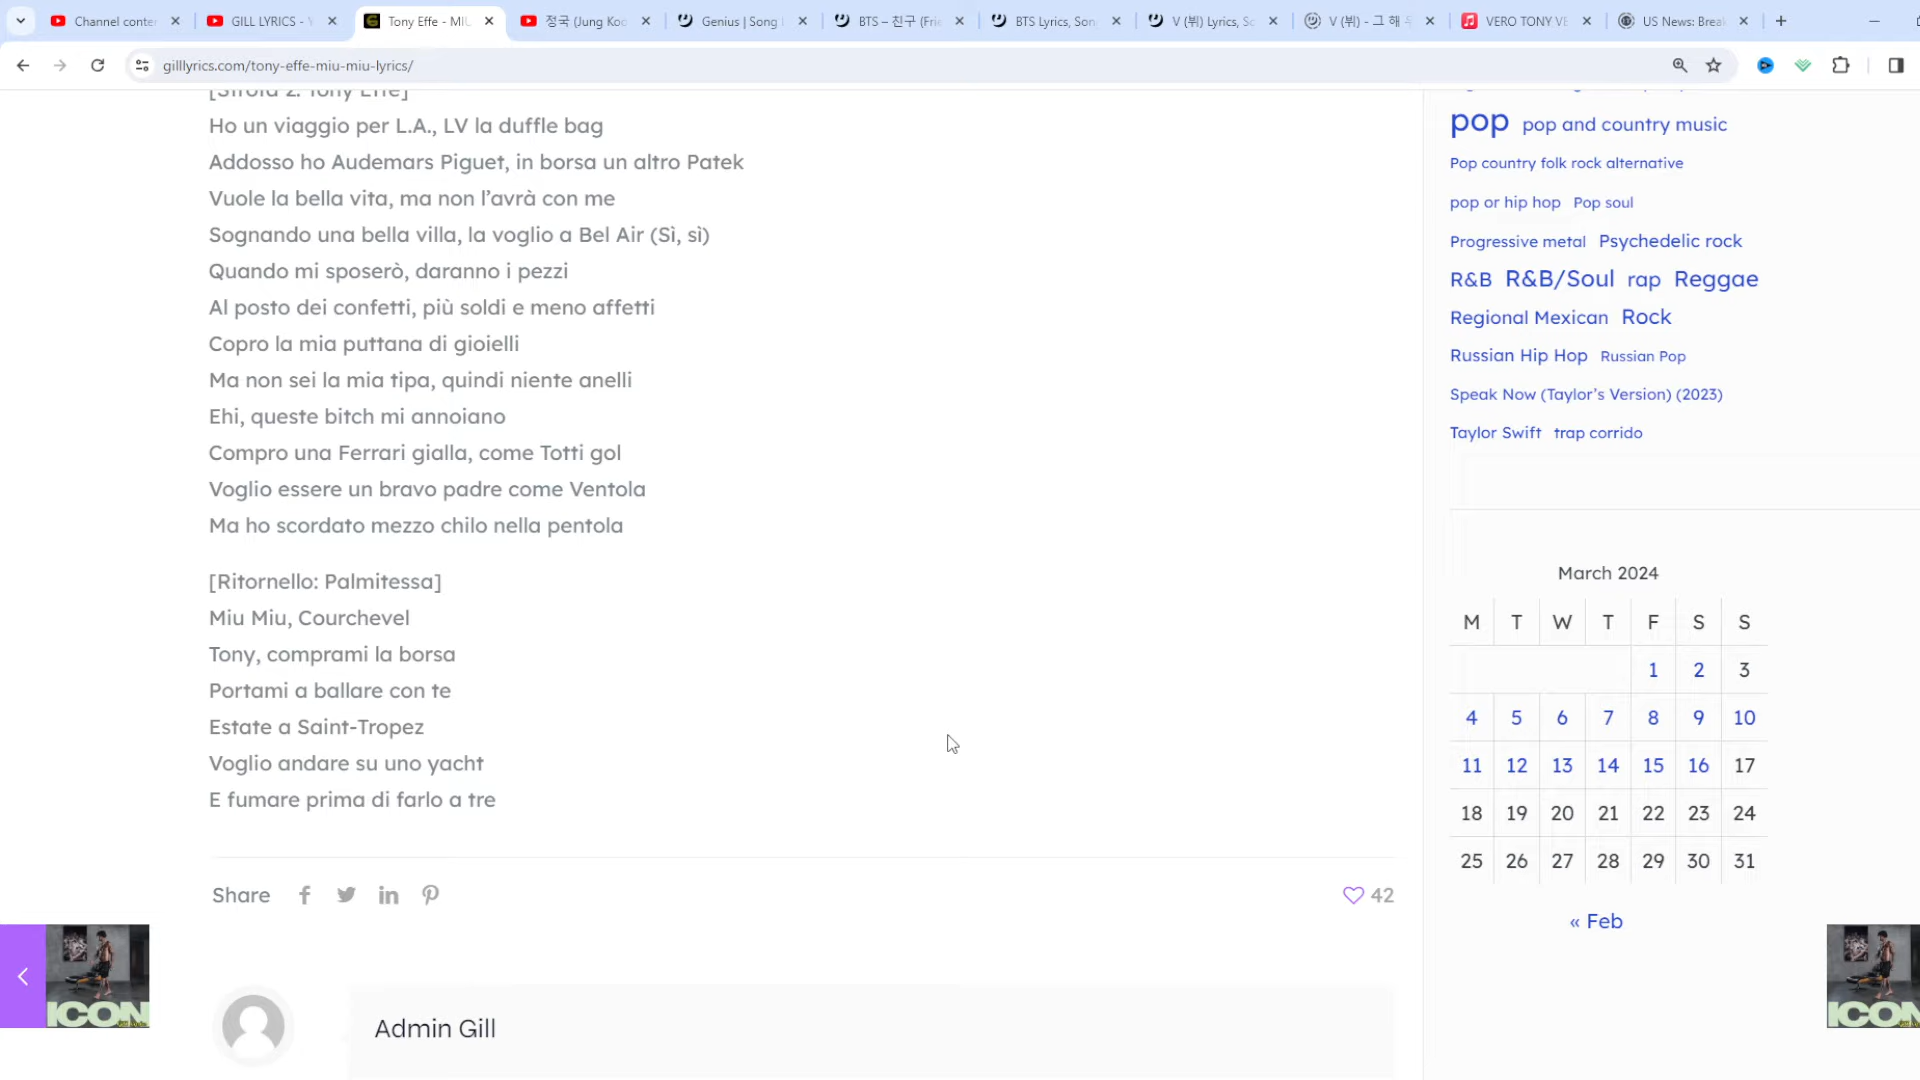 Channel conter
GILL LYRICS - Y
Tony Effe - MIU
정국 (Jung Koo
Genius | Song L
BTS – 친구 (Frie
BTS Lyrics, Son
V (뷔) Lyrics, So
V (뷔) - 그 해
VERO TONY VE
US News: Break
gilllyrics.com/tony-effe-miu-miu-lyrics/
[Strofa 2: Tony Effe]
Ho un viaggio per L.A., LV la duffle bag
Addosso ho Audemars Piguet, in borsa un altro Patek
Vuole la bella vita, ma non l’avrà con me
Sognando una bella villa, la voglio a Bel Air (Sì, sì)
Quando mi sposerò, daranno i pezzi
Al posto dei confetti, più soldi e meno affetti
Copro la mia puttana di gioielli
Ma non sei la mia tipa, quindi niente anelli
Ehi, queste bitch mi annoiano
Compro una Ferrari gialla, come Totti gol
Voglio essere un bravo padre come Ventola
Ma ho scordato mezzo chilo nella pentola
[Ritornello: Palmitessa]
Miu Miu, Courchevel
Tony, comprami la borsa
Portami a ballare con te
Estate a Saint-Tropez
Voglio andare su uno yacht
E fumare prima di farlo a tre
Share
42
ICON
Admin Gill
pop pop and country music
Pop country folk rock alternative
pop or hip hop Pop soul
Progressive metal Psychedelic rock
R&B R&B/Soul rap Reggae
Regional Mexican Rock
Russian Hip Hop Russian Pop
Speak Now (Taylor’s Version) (2023)
Taylor Swift trap corrido
March 2024
M T W T F S S
1 2 3
4 5 6 7 8 9 10
11 12 13 14 15 16 17
18 19 20 21 22 23 24
25 26 27 28 29 30 31
« Feb
ICON